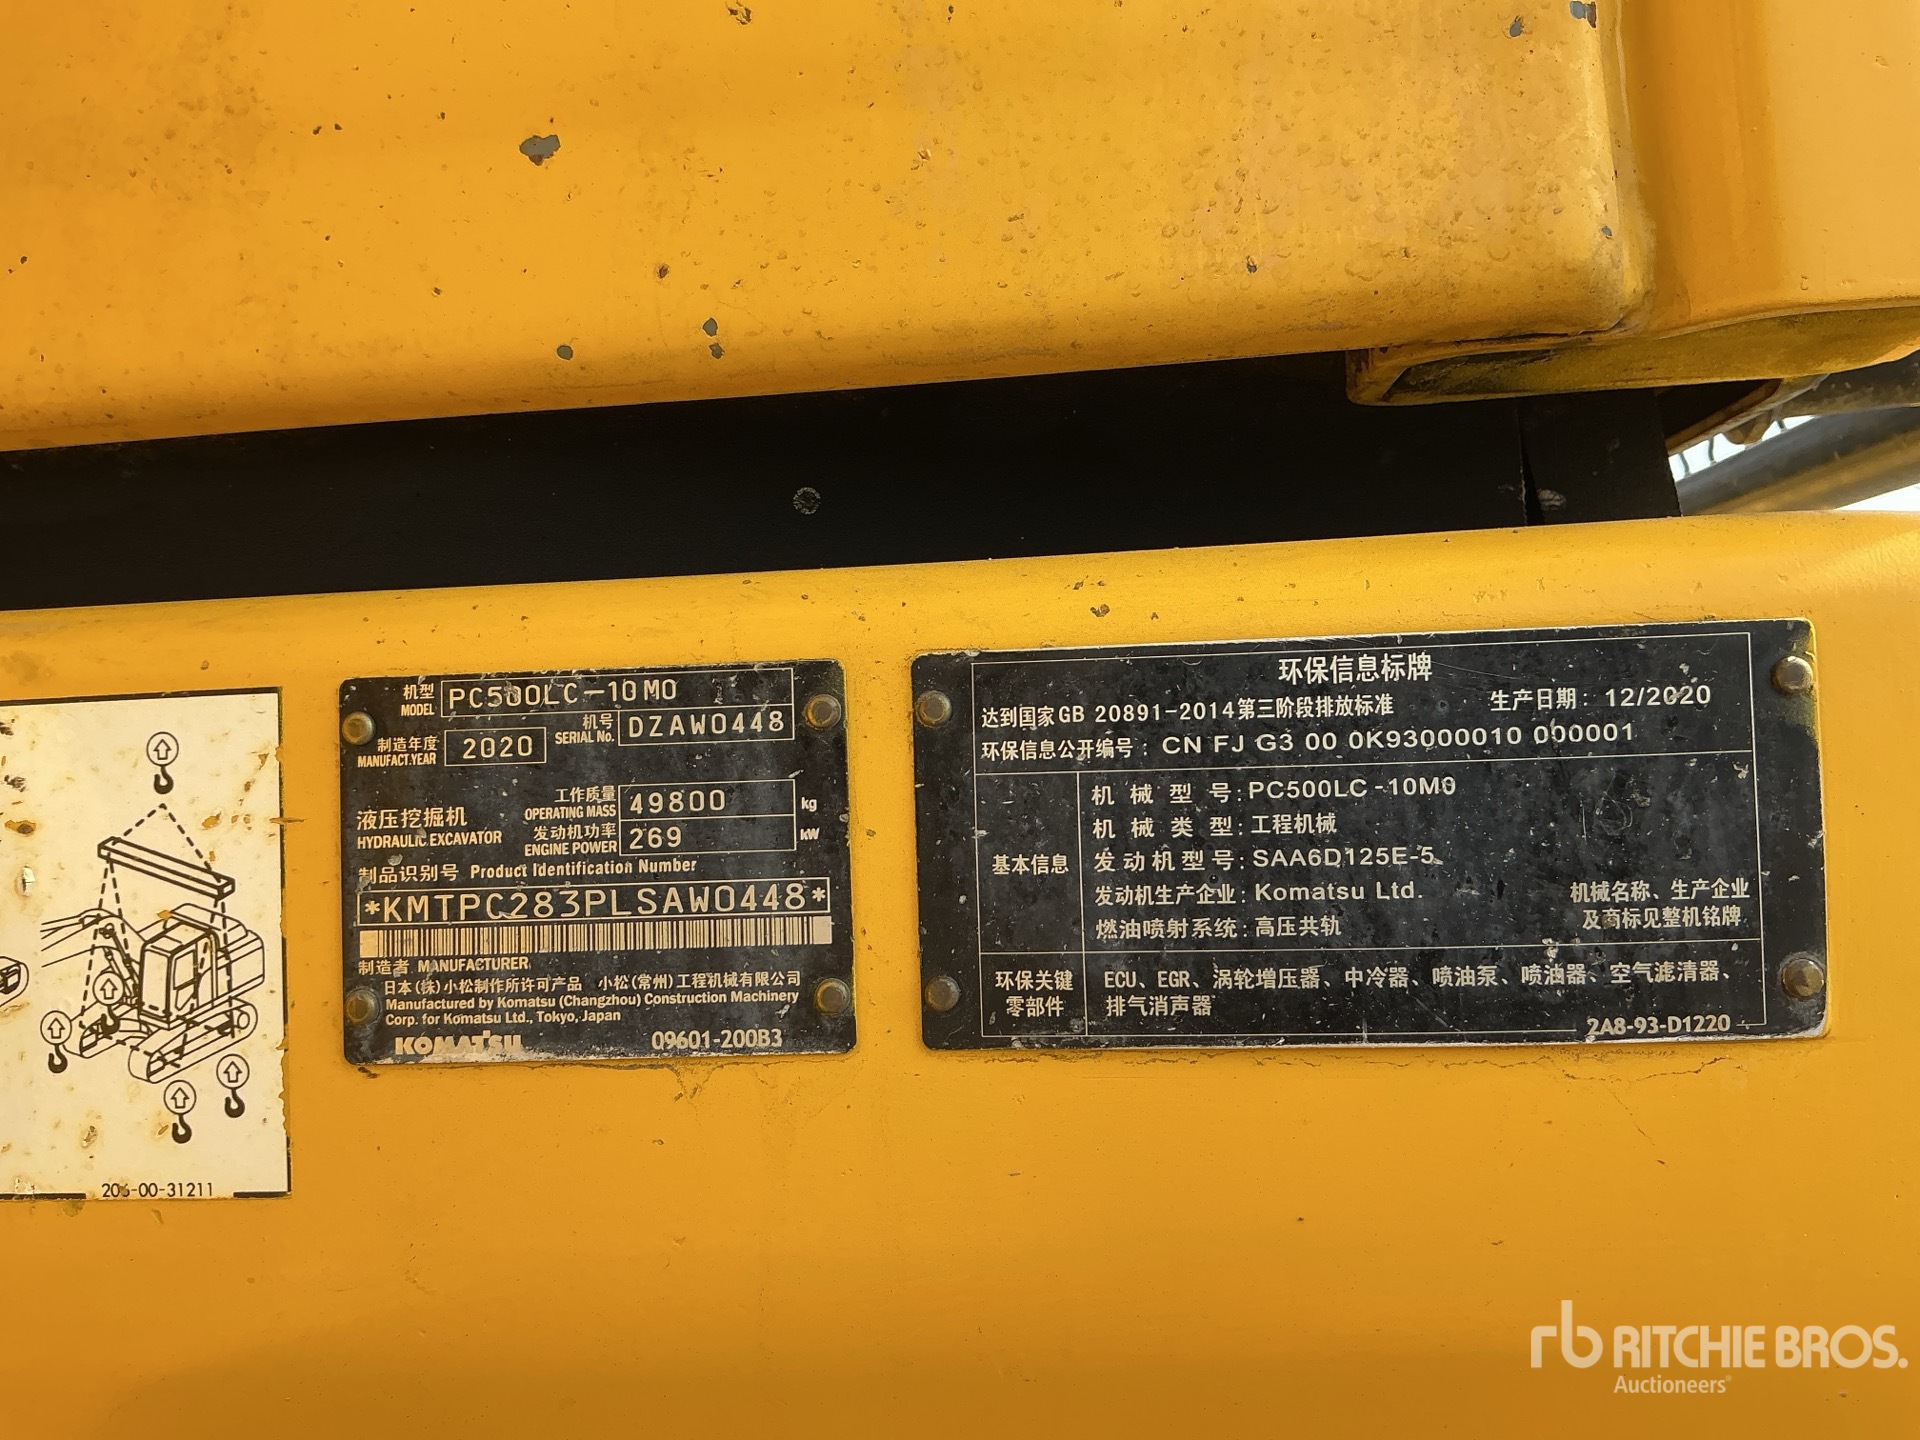 机型
MODEL PC500LC-10M0
机号
SERIAL No. DZAW0448
制造年度
MANUFACT.YEAR 2020
工作质量
OPERATING MASS 49800 kg
液压挖掘机
HYDRAULIC EXCAVATOR
发动机功率
ENGINE POWER 269 kW
制品识别号 Product Identification Number
*KMTPC283PLSAW0448*
制造者 MANUFACTURER
日本(株)小松制作所许可产品 小松(常州)工程机械有限公司
Manufactured by Komatsu (Changzhou) Construction Machinery
Corp. for Komatsu Ltd., Tokyo, Japan
KOMATSU 09601-200B3
环保信息标牌
达到国家GB 20891-2014第三阶段排放标准 生产日期: 12/2020
环保信息公开编号: CN FJ G3 00 0K93000010 000001
基本信息
机械型号:PC500LC-10M0
机械类型:工程机械
发动机型号:SAA6D125E-5
发动机生产企业:Komatsu Ltd.
燃油喷射系统:高压共轨
机械名称、生产企业
及商标见整机铭牌
环保关键
零部件
ECU、EGR、涡轮增压器、中冷器、喷油泵、喷油器、空气滤清器、
排气消声器
2A8-93-D1220
-00-31211
rb RITCHIE BROS.
Auctioneers